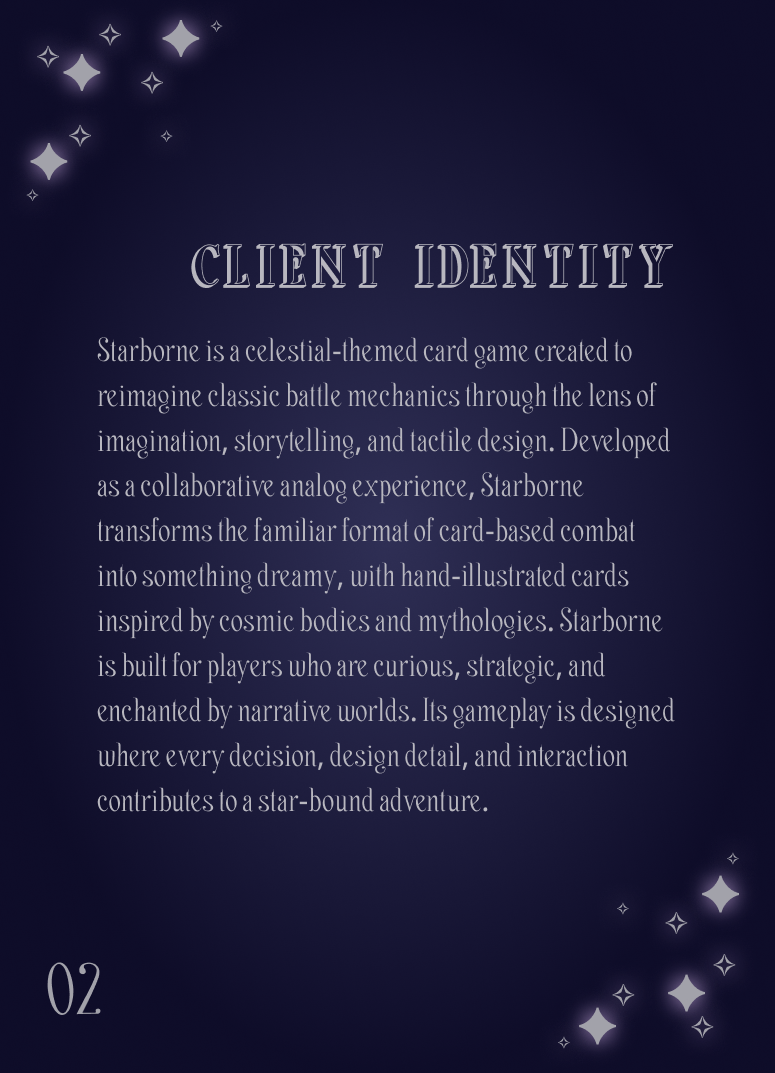 CLIENT IDENTITY
Starborne is a celestial-themed card game created to
reimagine classic battle mechanics through the lens of
imagination, storytelling, and tactile design. Developed
as a collaborative analog experience, Starborne
transforms the familiar format of card-based combat
into something dreamy, with hand-illustrated cards
inspired by cosmic bodies and mythologies. Starborne
is built for players who are curious, strategic, and
enchanted by narrative worlds. Its gameplay is designed
where every decision, design detail, and interaction
contributes to a star-bound adventure.
02